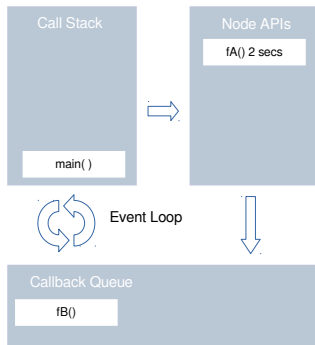 Call Stack
Node APIs
fA() 2 secs
main( )
Event Loop
Callback Queue
fB()